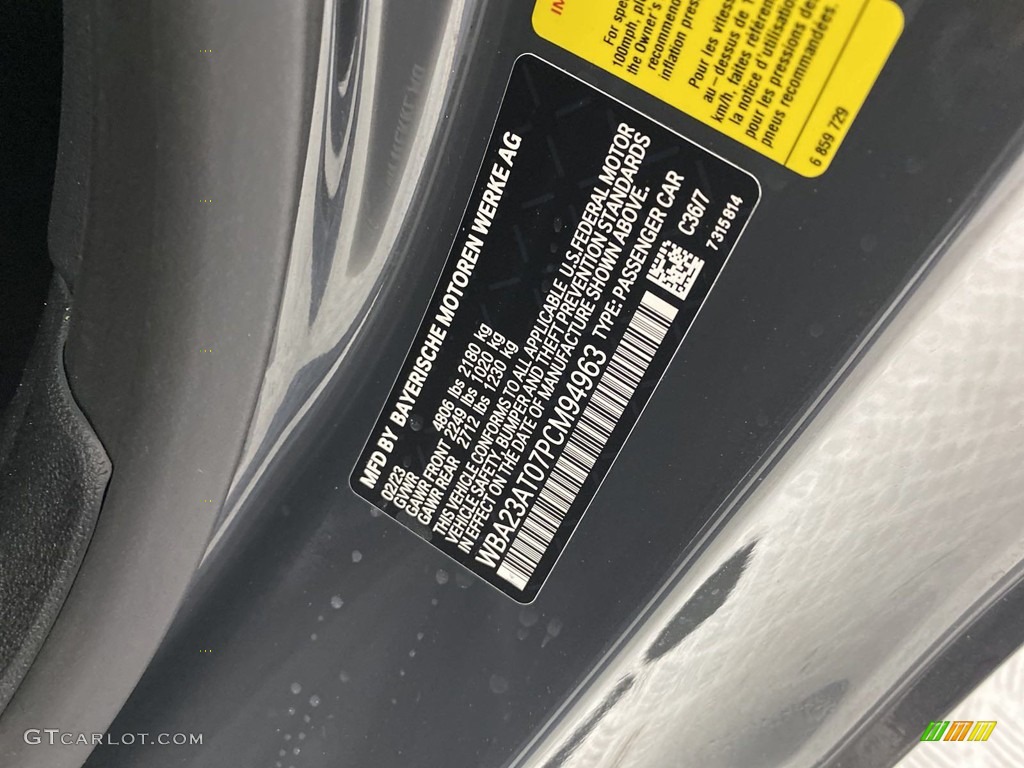 MFD BY BAYERISCHE MOTOREN WERKE AG
02/23
GVWR 4806 lbs 2180 kg
GAWR FRONT 2249 lbs 1020 kg
GAWR REAR 2712 lbs 1230 kg
THIS VEHICLE CONFORMS TO ALL APPLICABLE U.S. FEDERAL MOTOR
VEHICLE SAFETY, BUMPER AND THEFT PREVENTION STANDARDS
IN EFFECT ON THE DATE OF MANUFACTURE SHOWN ABOVE.
WBA23AT07PCM94963 TYPE: PASSENGER CAR
C36/7
7315814
For spe
100mph, pl
the Owner's
recommend
inflation pres
Pour les vitess
au-dessus de 1
km/h, faites référen
la notice d'utilisatio
pour les pressions de
pneus recommandées.
6 859 729
GTCARLOT.COM